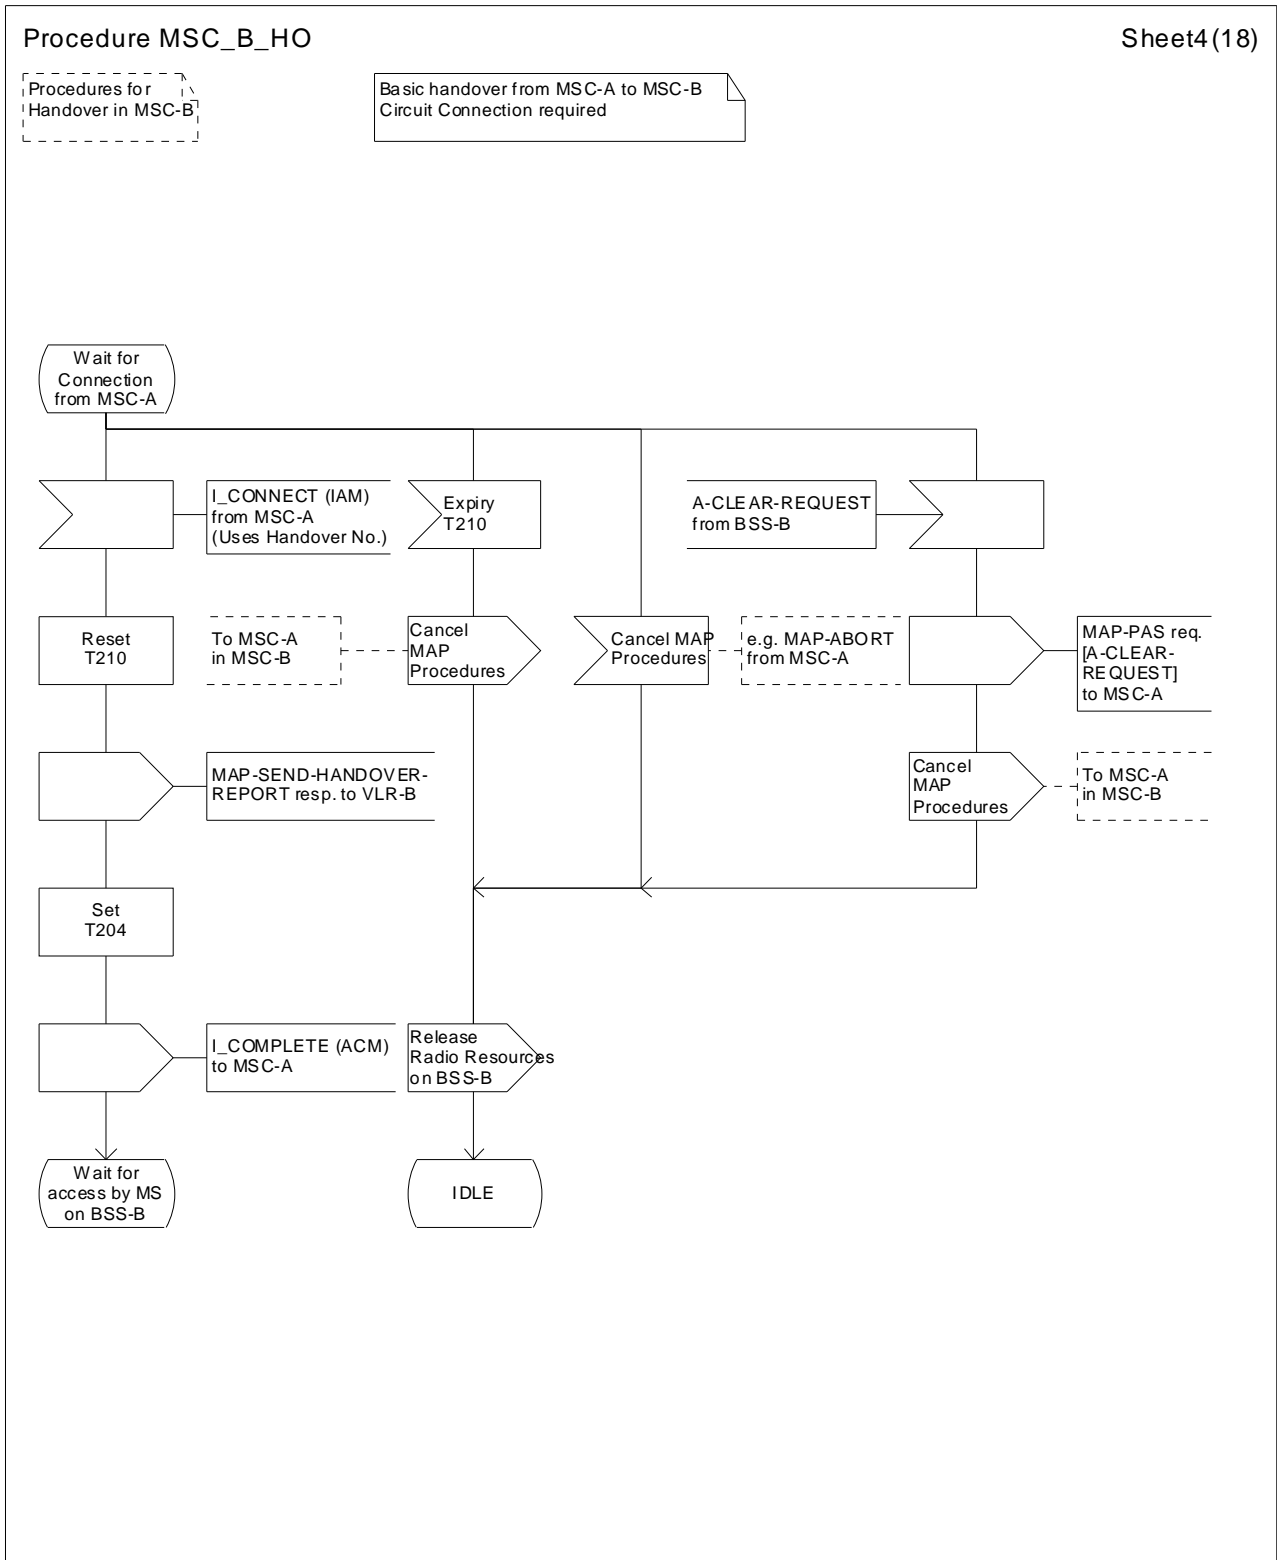 Procedure MSC_B_HO
Sheet4(18)
Procedures for
Handover in MSC-B
Basic handover from MSC-A to MSC-B
Circuit Connection required
Wait for
Connection
from MSC-A
I_CONNECT (IAM)
from MSC-A
(Uses Handover No.)
Expiry
T210
A-CLEAR-REQUEST
from BSS-B
Reset
T210
To MSC-A
in MSC-B
Cancel
MAP
Procedures
Cancel MAP
Procedures
e.g. MAP-ABORT
from MSC-A
MAP-PAS req.
[A-CLEAR-
REQUEST]
to MSC-A
MAP-SEND-HANDOVER-
REPORT resp. to VLR-B
Cancel
MAP
Procedures
To MSC-A
in MSC-B
Set
T204
I_COMPLETE (ACM)
to MSC-A
Release
Radio Resources
on BSS-B
Wait for
access by MS
on BSS-B
IDLE